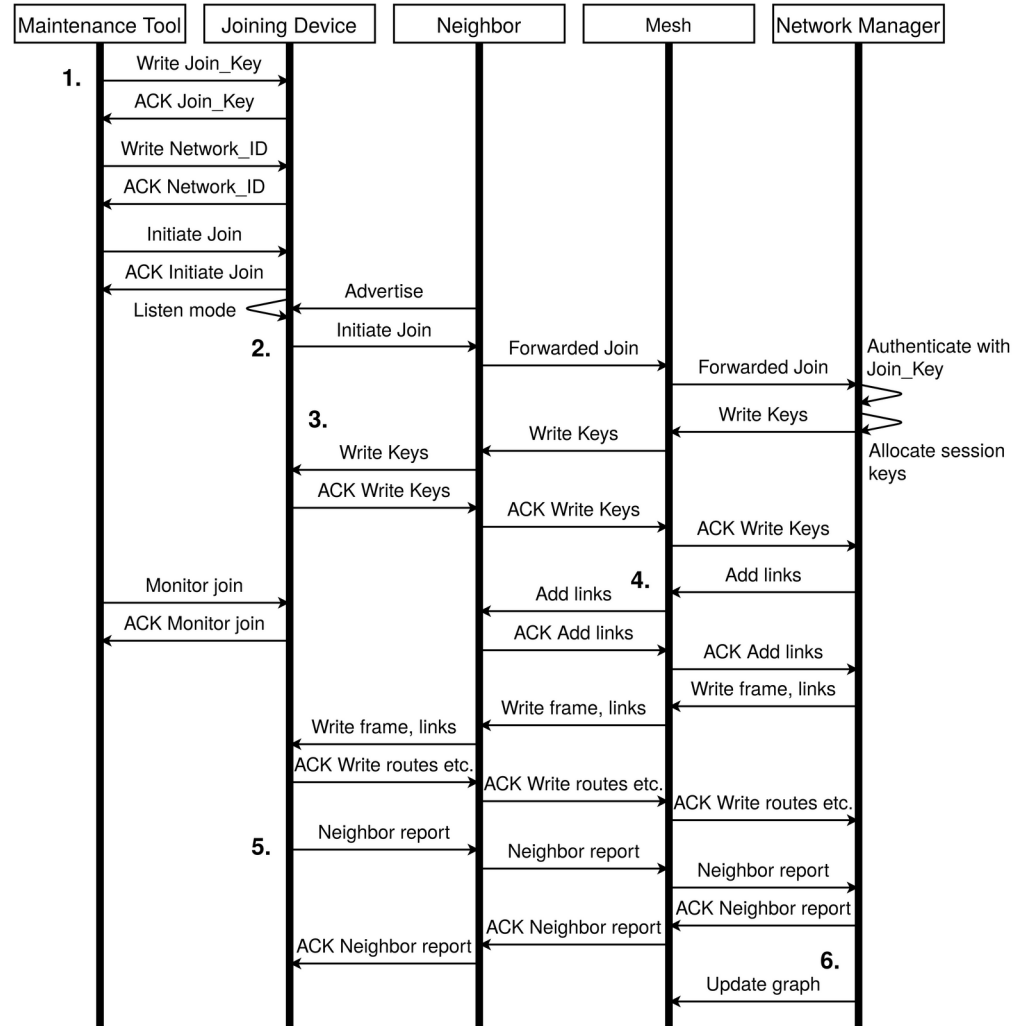 Maintenance Tool
Joining Device
Neighbor
Mesh
Network Manager
1.
Write Join_Key
ACK Join_Key
Write Network_ID
ACK Network_ID
Initiate Join
ACK Initiate Join
Listen mode
Advertise
2.
Initiate Join
Forwarded Join
Forwarded Join
Authenticate with
Join_Key
3.
Write Keys
Write Keys
Write Keys
Allocate session
keys
ACK Write Keys
ACK Write Keys
ACK Write Keys
4.
Add links
Monitor join
Add links
ACK Monitor join
ACK Add links
ACK Add links
Write frame, links
Write frame, links
Write frame, links
ACK Write routes etc.
ACK Write routes etc.
ACK Write routes etc.
5.
Neighbor report
Neighbor report
Neighbor report
ACK Neighbor report
ACK Neighbor report
ACK Neighbor report
6.
Update graph